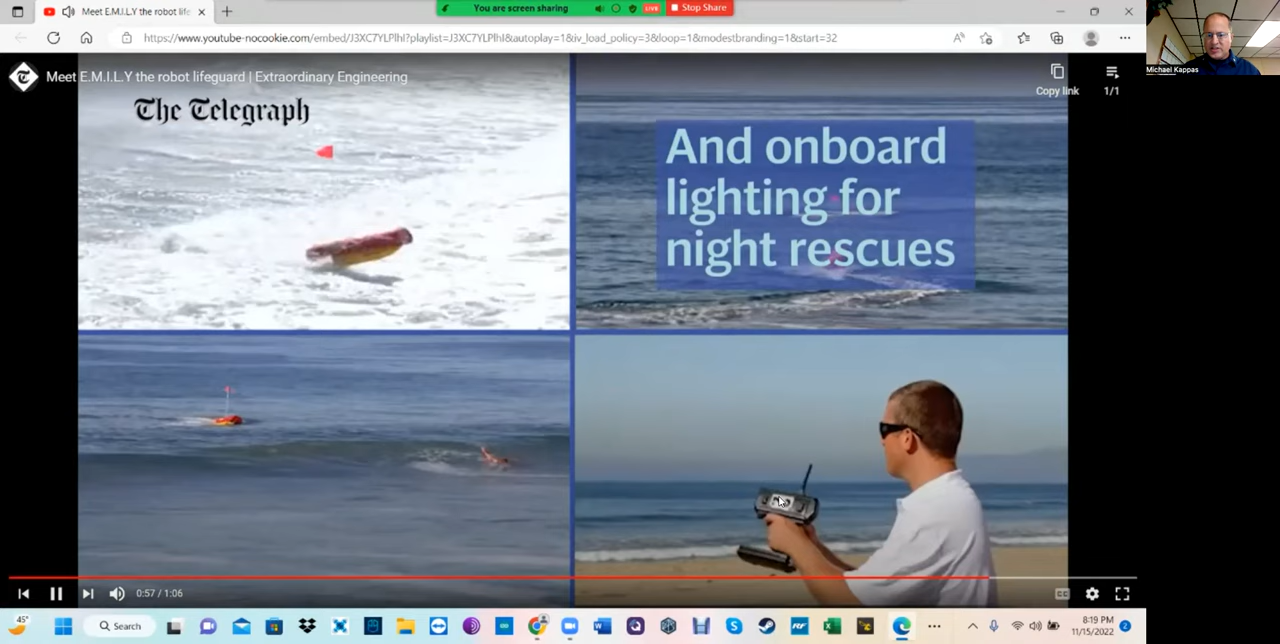 Meet E.M.I.L.Y the robot life
You are screen sharing
LIVE
Stop Share
https://www.youtube-nocookie.com/embed/J3XC7YLPlhI?playlist=J3XC7YLPlhI&autoplay=1&iv_load_policy=3&loop=1&modestbranding=1&start=32
Michael Kappas
Meet E.M.I.L.Y the robot lifeguard | Extraordinary Engineering
Copy link
1/1
The Telegraph
And onboard
lighting for
night rescues
0:57 / 1:06
CC
45°
Search
8:19 PM
11/15/2022
2